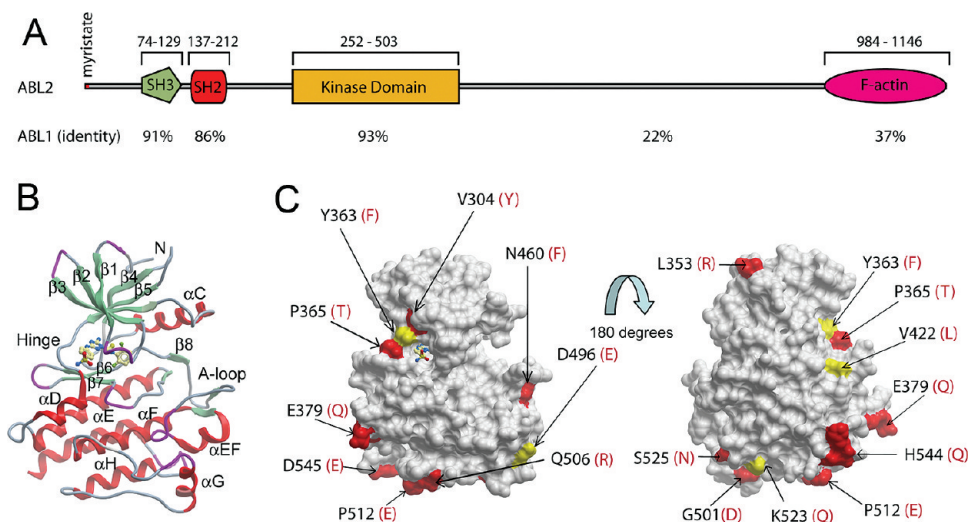 A
myristate
74-129
137-212
252 - 503
984 - 1146
ABL2
SH3
SH2
Kinase Domain
F-actin
ABL1 (identity)
91%
86%
93%
22%
37%
B
N
β1
β2
β4
β3
β5
αC
Hinge
β8
β6
β7
A-loop
αD
αE
αF
αEF
αH
αG
C
V304 (Y)
Y363 (F)
N460 (F)
P365 (T)
D496 (E)
E379 (Q)
D545 (E)
Q506 (R)
P512 (E)
180 degrees
L353 (R)
Y363 (F)
P365 (T)
V422 (L)
E379 (Q)
S525 (N)
H544 (Q)
G501 (D)
K523 (Q)
P512 (E)